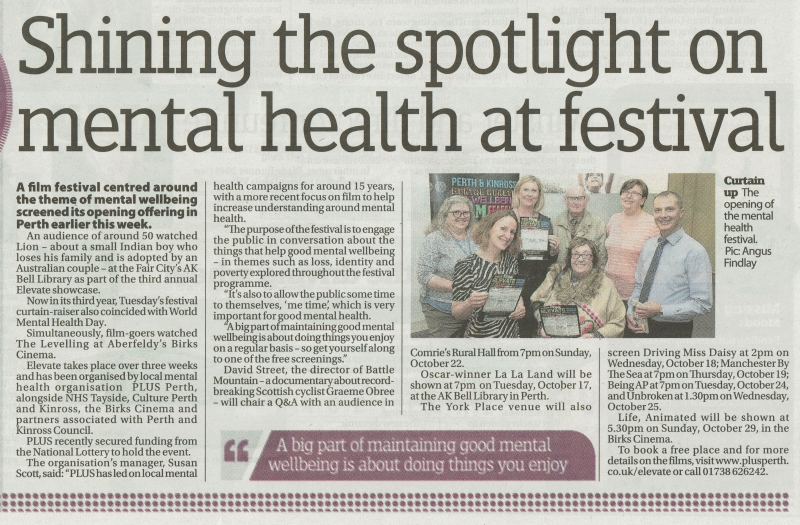 Shining the spotlight on
mental health at festival
A film festival centred around
the theme of mental wellbeing
screened its opening offering in
Perth earlier this week.
An audience of around 50 watched
Lion – about a small Indian boy who
loses his family and is adopted by an
Australian couple – at the Fair City's AK
Bell Library as part of the third annual
Elevate showcase.
Now in its third year, Tuesday's festival
curtain-raiser also coincided with World
Mental Health Day.
Simultaneously, film-goers watched
The Levelling at Aberfeldy's Birks
Cinema.
Elevate takes place over three weeks
and has been organised by local mental
health organisation PLUS Perth,
alongside NHS Tayside, Culture Perth
and Kinross, the Birks Cinema and
partners associated with Perth and
Kinross Council.
PLUS recently secured funding from
the National Lottery to hold the event.
The organisation's manager, Susan
Scott, said: "PLUS has led on local mental
health campaigns for around 15 years,
with a more recent focus on film to help
increase understanding around mental
health.
"The purpose of the festival is to engage
the public in conversation about the
things that help good mental wellbeing
– in themes such as loss, identity and
poverty explored throughout the festival
programme.
"It's also to allow the public some time
to themselves, 'me time', which is very
important for good mental health.
"A big part of maintaining good mental
wellbeing is about doing things you enjoy
on a regular basis – so get yourself along
to one of the free screenings."
David Street, the director of Battle
Mountain – a documentary about record-
breaking Scottish cyclist Graeme Obree
– will chair a Q&A with an audience in
PERTH & KINROSS
WELLBEING
Curtain
up The
opening of
the mental
health
festival.
Pic: Angus
Findlay
Comrie's Rural Hall from 7pm on Sunday,
October 22.
Oscar-winner La La Land will be
shown at 7pm on Tuesday, October 17,
at the AK Bell Library in Perth.
The York Place venue will also
screen Driving Miss Daisy at 2pm on
Wednesday, October 18; Manchester By
The Sea at 7pm on Thursday, October 19;
Being AP at 7pm on Tuesday, October 24,
and Unbroken at 1.30pm on Wednesday,
October 25.
Life, Animated will be shown at
5.30pm on Sunday, October 29, in the
Birks Cinema.
To book a free place and for more
details on the films, visit www.plusperth.
co.uk/elevate or call 01738 626242.
“ A big part of maintaining good mental
wellbeing is about doing things you enjoy